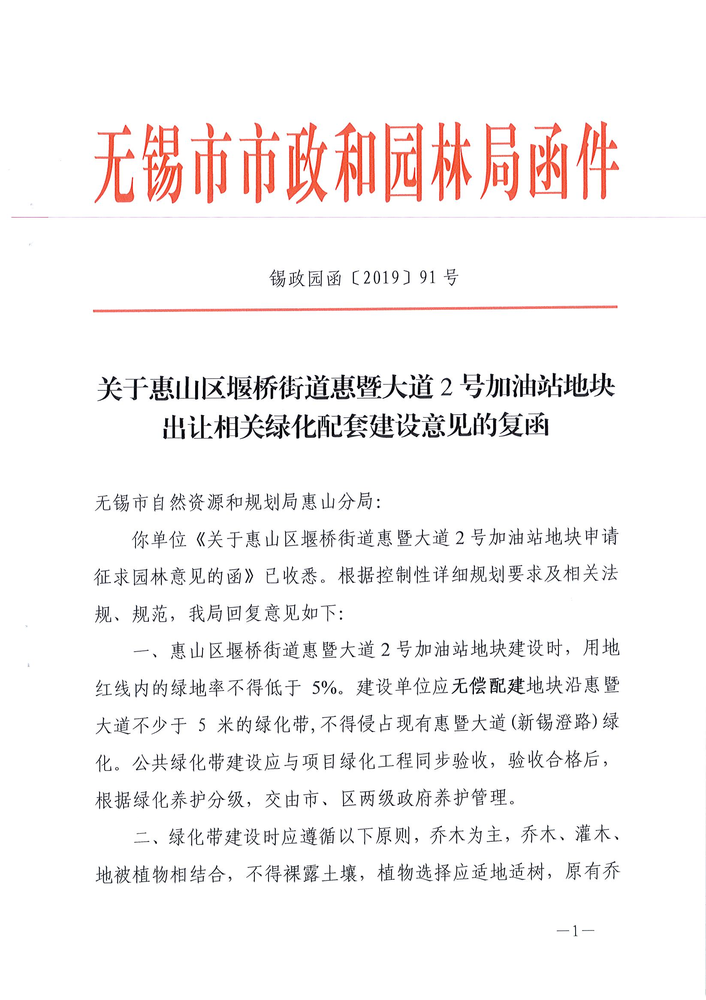 无锡市市政和园林局函件
锡政园函〔2019〕91 号
关于惠山区堰桥街道惠暨大道 2 号加油站地块
出让相关绿化配套建设意见的复函
无锡市自然资源和规划局惠山分局：
你单位《关于惠山区堰桥街道惠暨大道 2 号加油站地块申请
征求园林意见的函》已收悉。根据控制性详细规划要求及相关法
规、规范，我局回复意见如下：
一、惠山区堰桥街道惠暨大道 2 号加油站地块建设时，用地
红线内的绿地率不得低于 5%。建设单位应无偿配建地块沿惠暨
大道不少于 5 米的绿化带,不得侵占现有惠暨大道(新锡澄路)绿
化。公共绿化带建设应与项目绿化工程同步验收，验收合格后，
根据绿化养护分级，交由市、区两级政府养护管理。
二、绿化带建设时应遵循以下原则，乔木为主，乔木、灌木、
地被植物相结合，不得裸露土壤，植物选择应适地适树，原有乔
—1—